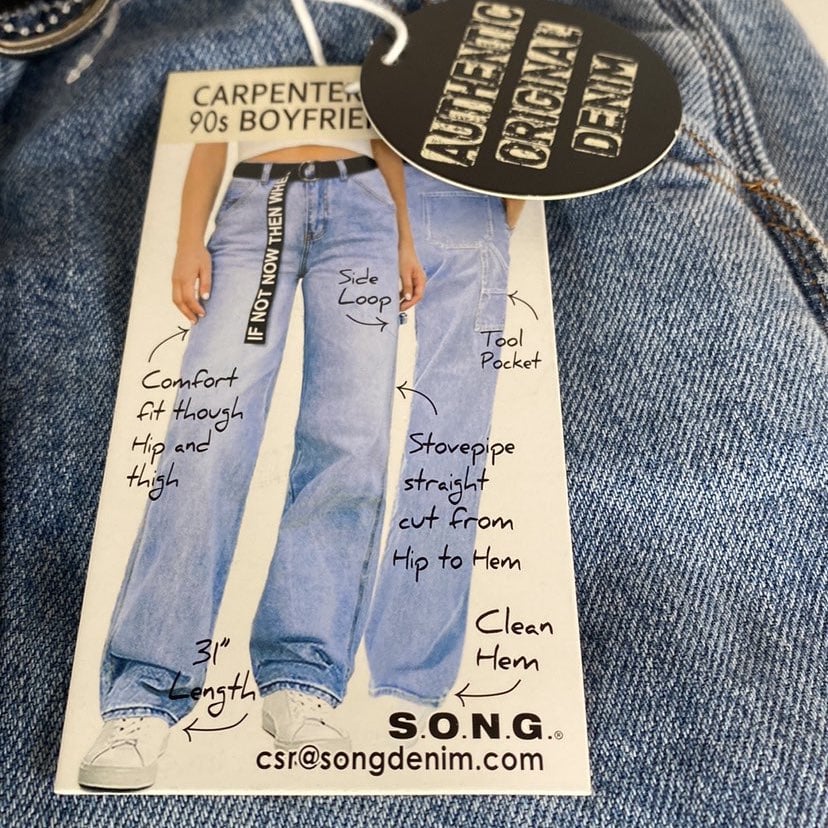 AUTHENTIC
ORIGINAL
DENIM
CARPENTER
90s BOYFRIE
IF NOT NOW THEN WHE
Side
Loop
Tool
Pocket
Comfort
fit though
Hip and
thigh
Stovepipe
straight
cut from
Hip to Hem
Clean
Hem
31"
Length
S.O.N.G.®
csr@songdenim.com